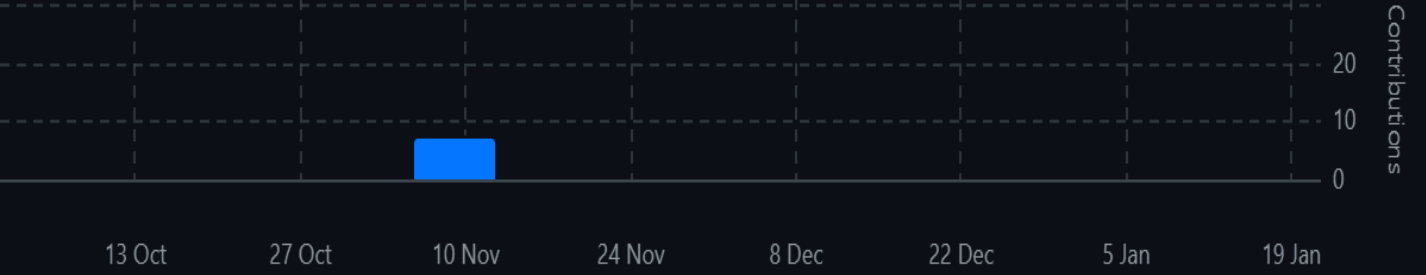 20
10
0
Contributions
13 Oct
27 Oct
10 Nov
24 Nov
8 Dec
22 Dec
5 Jan
19 Jan